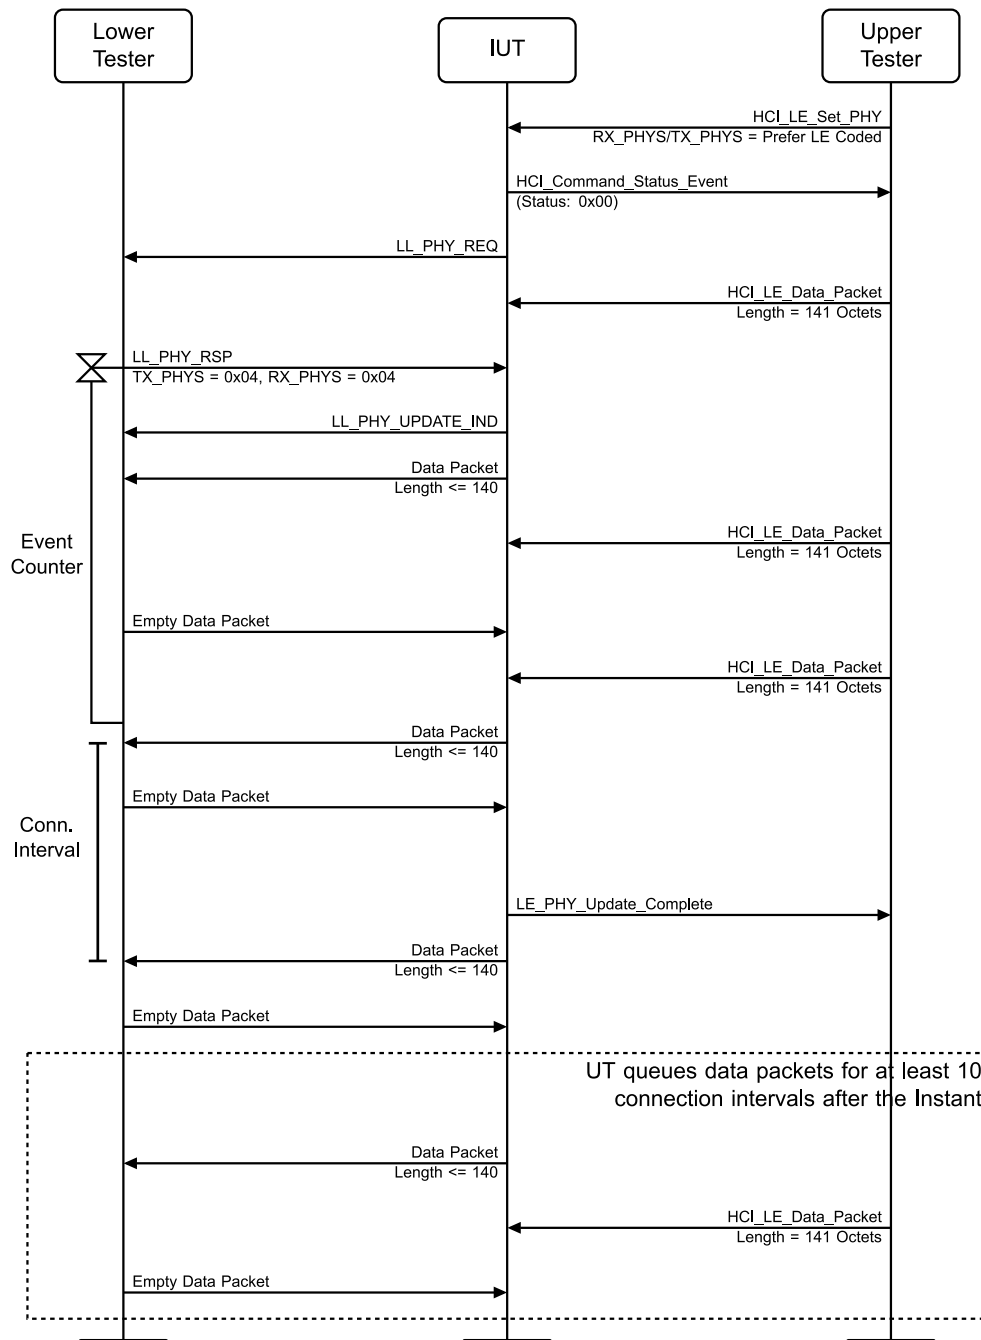 Lower
Tester
IUT
Upper
Tester
HCI_LE_Set_PHY
RX_PHYS/TX_PHYS = Prefer LE Coded
HCI_Command_Status_Event
(Status: 0x00)
LL_PHY_REQ
HCI_LE_Data_Packet
Length = 141 Octets
LL_PHY_RSP
TX_PHYS = 0x04, RX_PHYS = 0x04
LL_PHY_UPDATE_IND
Data Packet
Length <= 140
Event
Counter
HCI_LE_Data_Packet
Length = 141 Octets
Empty Data Packet
HCI_LE_Data_Packet
Length = 141 Octets
Data Packet
Length <= 140
Empty Data Packet
Conn.
Interval
LE_PHY_Update_Complete
Data Packet
Length <= 140
Empty Data Packet
UT queues data packets for at least 10
connection intervals after the Instant
Data Packet
Length <= 140
HCI_LE_Data_Packet
Length = 141 Octets
Empty Data Packet